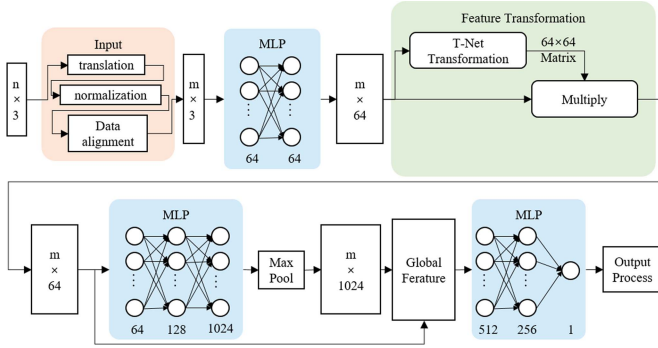 Feature Transformation
Input
MLP
T-Net
Transformation
64×64
Matrix
translation
normalization
Data
alignment
n
×
3
m
×
3
64 64
m
×
64
Multiply
m
×
64
MLP
64 128 1024
Max
Pool
m
×
1024
Global
Ferature
MLP
512 256 1
Output
Process